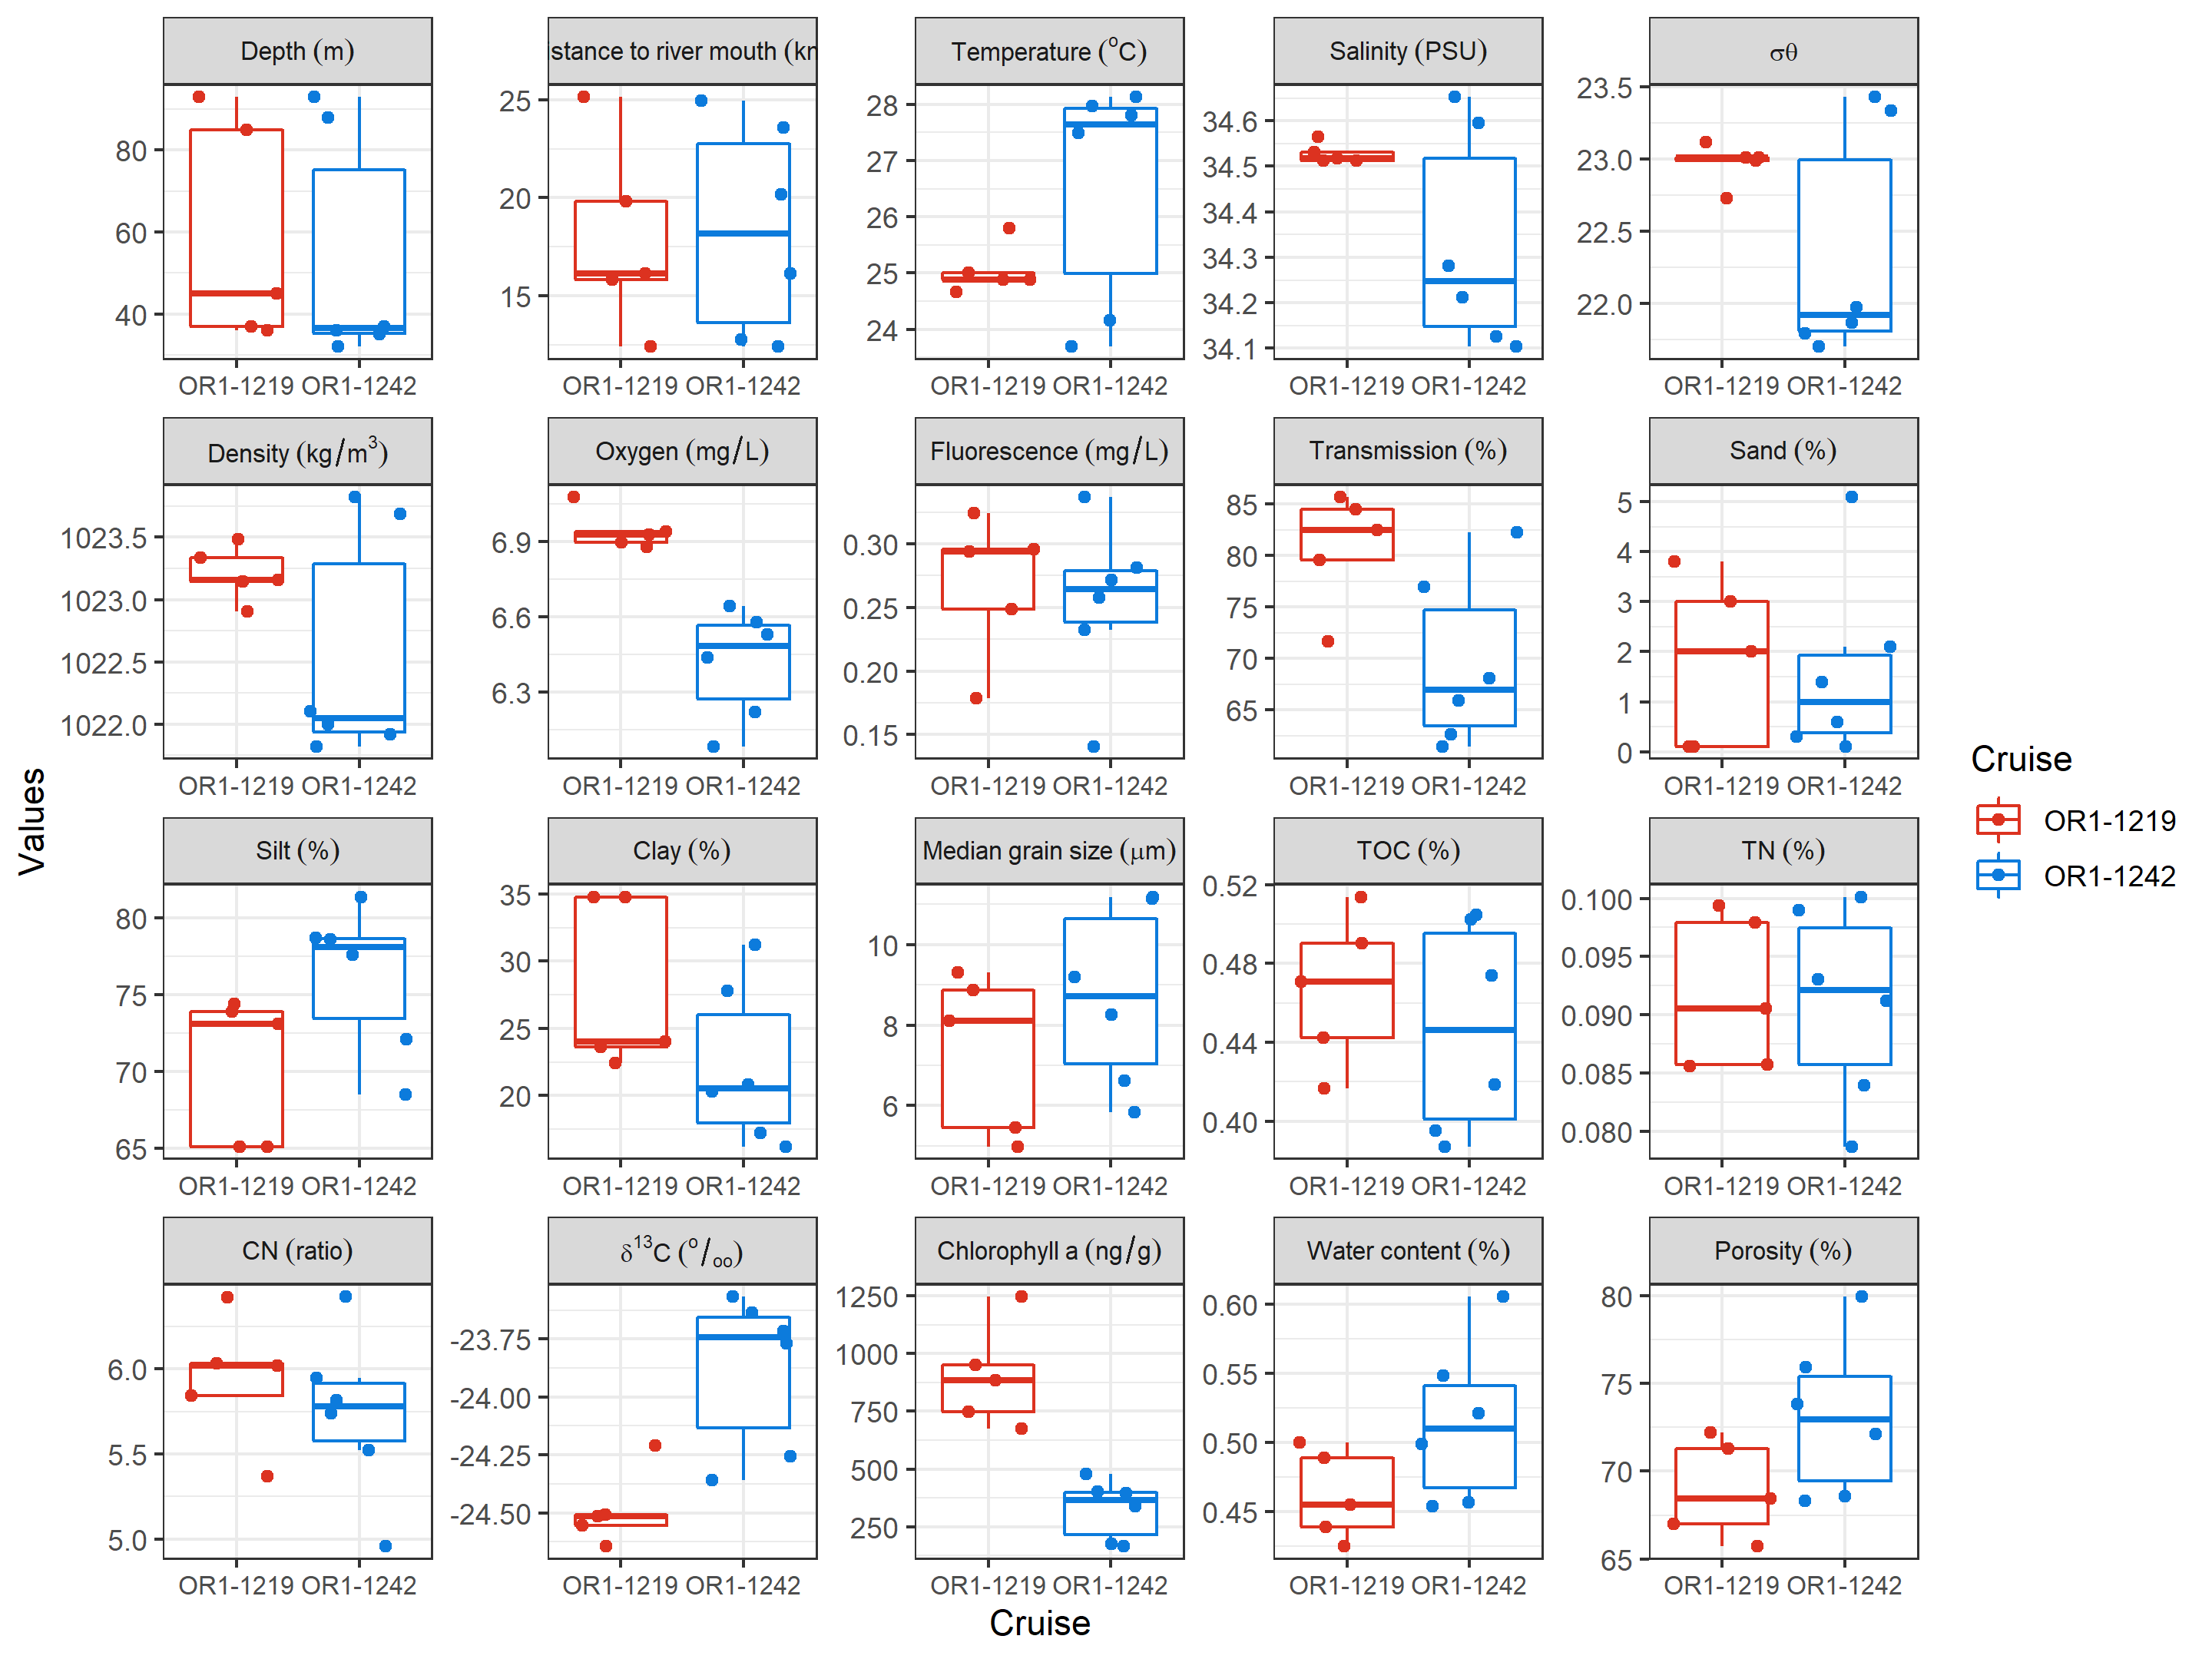 Depth (m)
stance to river mouth (kn
Temperature (°C)
Salinity (PSU)
σθ
80
60
40
25
20
15
28
27
26
25
24
34.6
34.5
34.4
34.3
34.2
34.1
23.5
23.0
22.5
22.0
OR1-1219 OR1-1242
OR1-1219 OR1-1242
OR1-1219 OR1-1242
OR1-1219 OR1-1242
OR1-1219 OR1-1242
Density (kg/m³)
Oxygen (mg/L)
Fluorescence (mg/L)
Transmission (%)
Sand (%)
1023.5
1023.0
1022.5
1022.0
6.9
6.6
6.3
0.30
0.25
0.20
0.15
85
80
75
70
65
5
4
3
2
1
0
OR1-1219 OR1-1242
OR1-1219 OR1-1242
OR1-1219 OR1-1242
OR1-1219 OR1-1242
OR1-1219 OR1-1242
Silt (%)
Clay (%)
Median grain size (μm)
TOC (%)
TN (%)
80
75
70
65
35
30
25
20
10
8
6
0.52
0.48
0.44
0.40
0.100
0.095
0.090
0.085
0.080
OR1-1219 OR1-1242
OR1-1219 OR1-1242
OR1-1219 OR1-1242
OR1-1219 OR1-1242
OR1-1219 OR1-1242
CN (ratio)
δ¹³C (o/oo)
Chlorophyll a (ng/g)
Water content (%)
Porosity (%)
6.0
5.5
5.0
-23.75
-24.00
-24.25
-24.50
1250
1000
750
500
250
0.60
0.55
0.50
0.45
80
75
70
65
OR1-1219 OR1-1242
OR1-1219 OR1-1242
OR1-1219 OR1-1242
OR1-1219 OR1-1242
OR1-1219 OR1-1242
Cruise
Values
Cruise
OR1-1219
OR1-1242